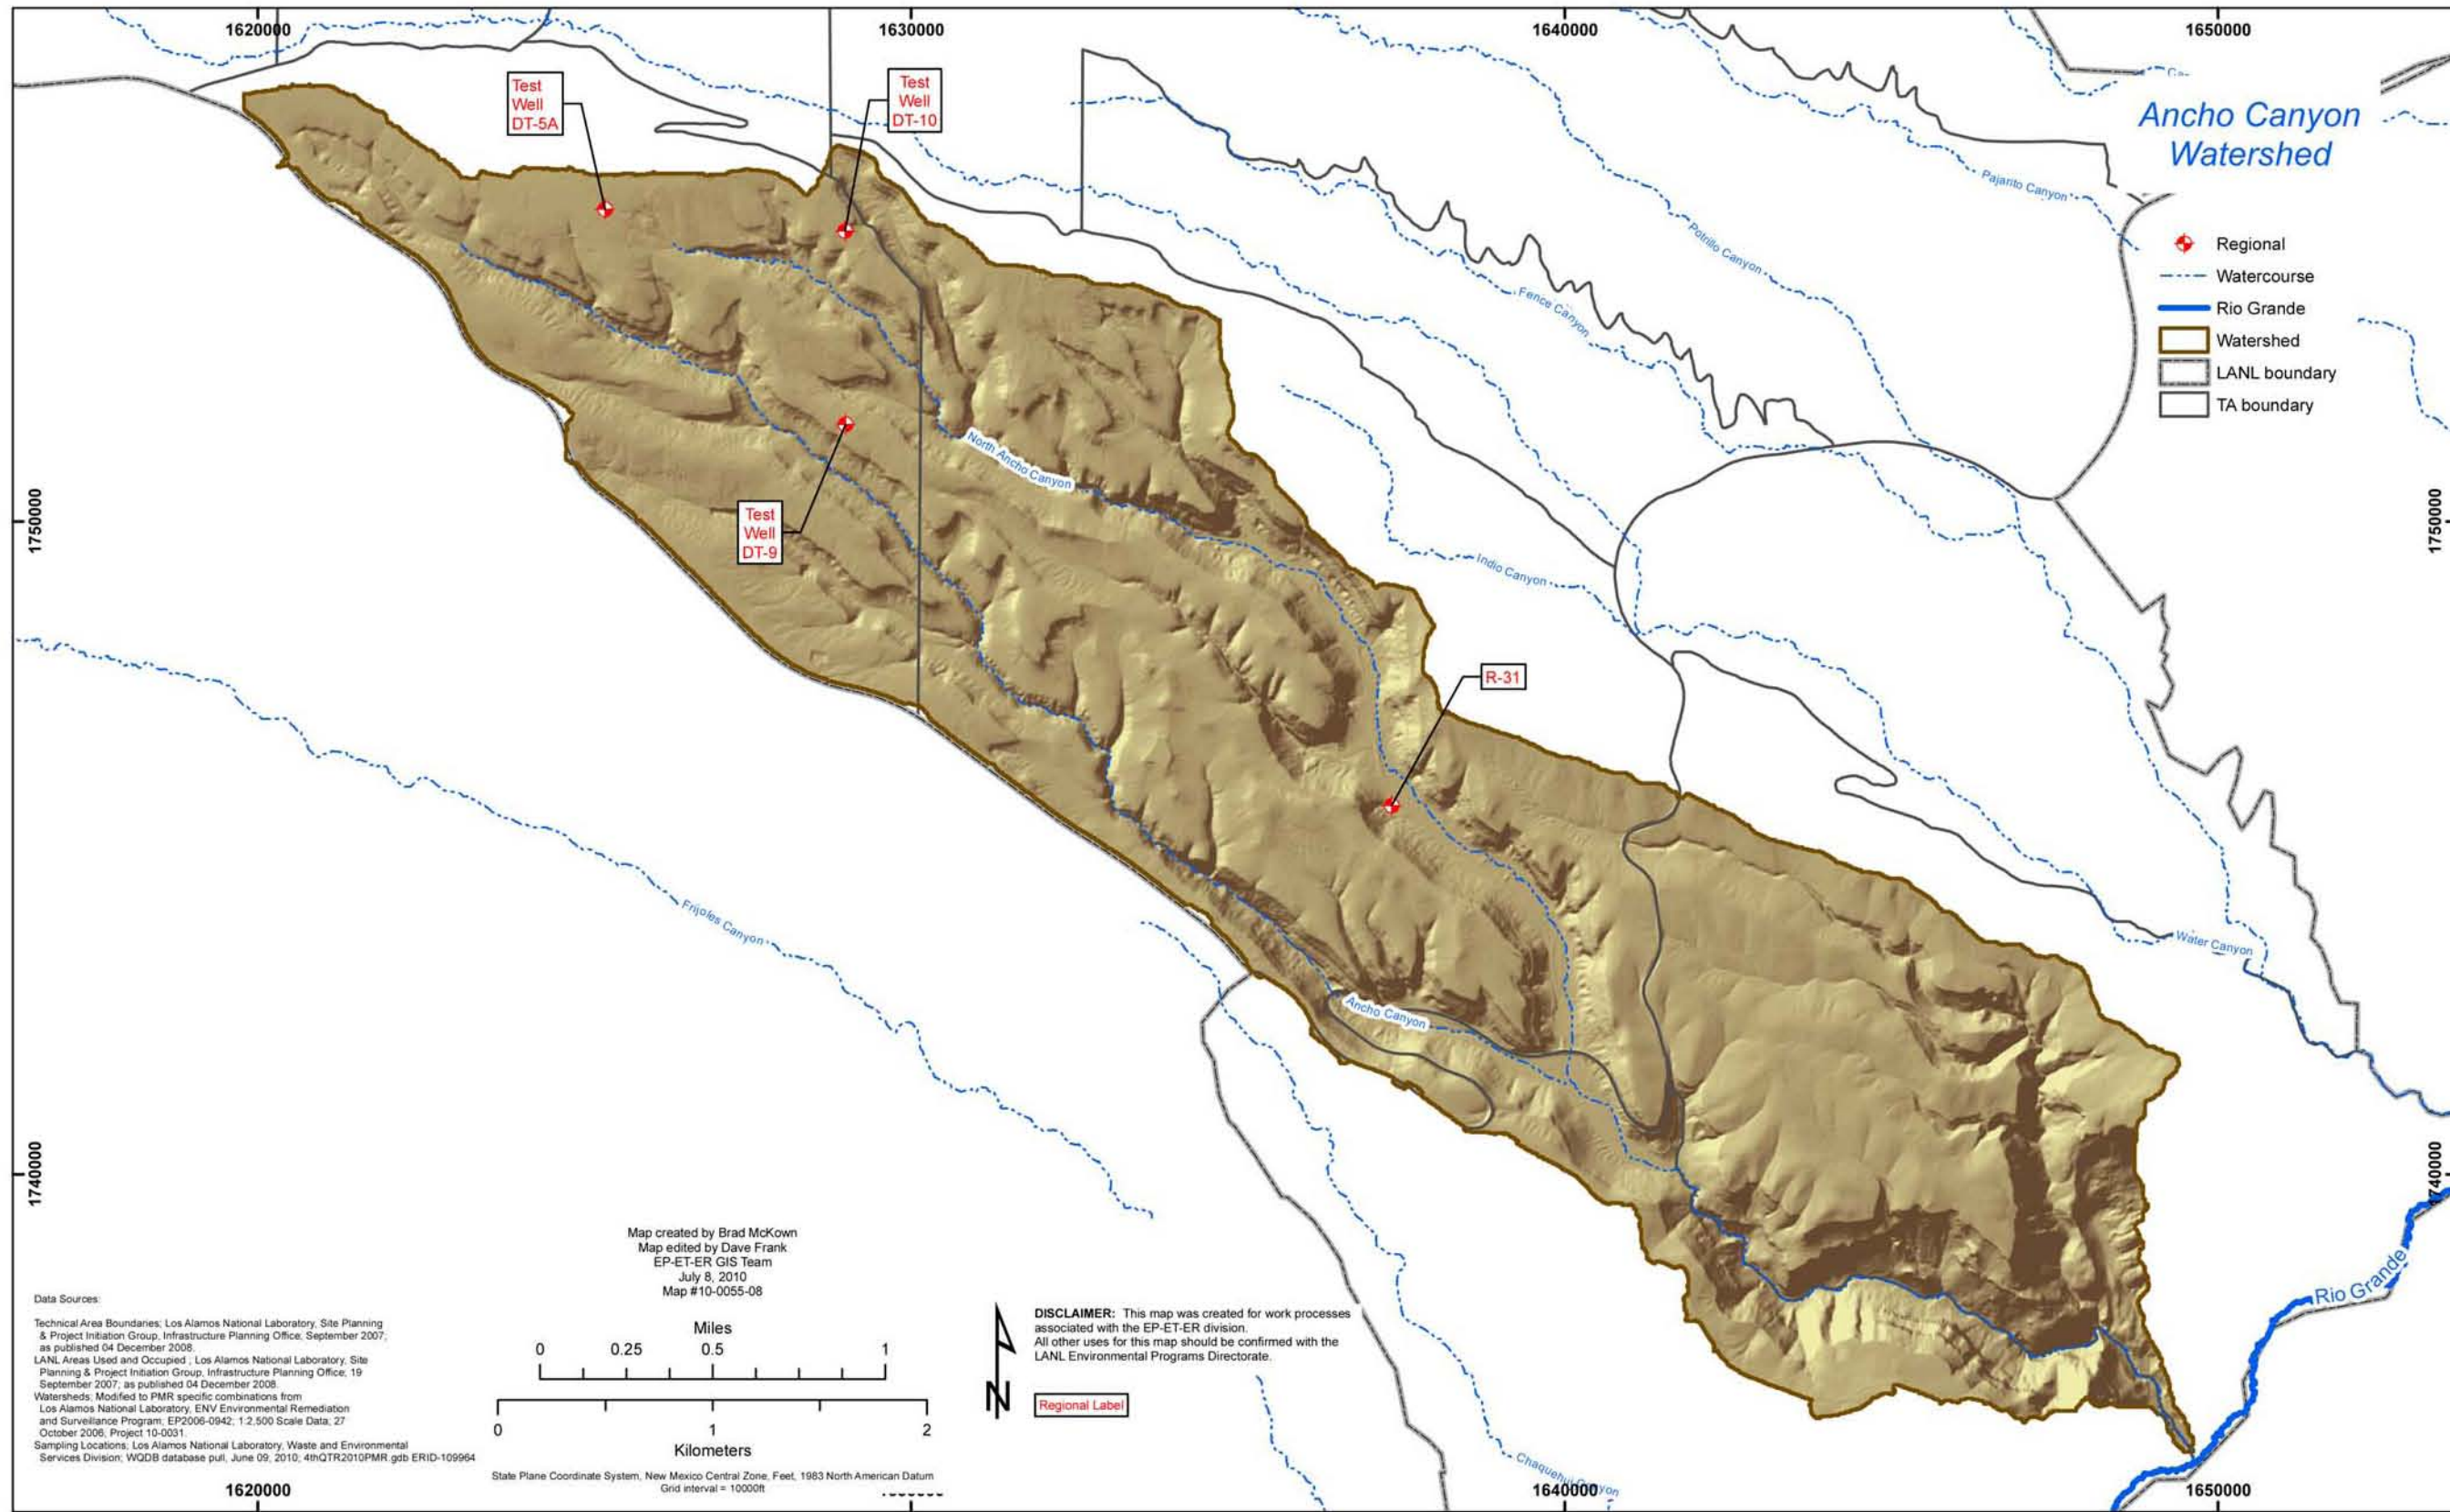 1620000
1630000
1640000
1650000
Test
Well
DT-5A
Test
Well
DT-10
Ancho Canyon
Watershed
Regional
Watercourse
Rio Grande
Watershed
LANL boundary
TA boundary
Pajarito Canyon
Potrillo Canyon
Fence Canyon
North Ancho Canyon
1750000
1750000
Test
Well
DT-9
Indio Canyon
R-31
Frijoles Canyon
Water Canyon
Ancho Canyon
1740000
1740000
Rio Grande
Map created by Brad McKown
Map edited by Dave Frank
EP-ET-ER GIS Team
July 8, 2010
Map #10-0055-08
Data Sources:
Technical Area Boundaries; Los Alamos National Laboratory, Site Planning
& Project Initiation Group, Infrastructure Planning Office; September 2007;
as published 04 December 2008.
LANL Areas Used and Occupied ; Los Alamos National Laboratory, Site
Planning & Project Initiation Group, Infrastructure Planning Office; 19
September 2007; as published 04 December 2008.
Watersheds; Modified to PMR specific combinations from
Los Alamos National Laboratory, ENV Environmental Remediation
and Surveillance Program; EP2006-0942; 1:2,500 Scale Data; 27
October 2006; Project 10-0031.
Sampling Locations; Los Alamos National Laboratory, Waste and Environmental
Services Division; WQDB database pull, June 09, 2010; 4thQTR2010PMR.gdb ERID-109964
Miles
0 0.25 0.5 1
0 1 2
Kilometers
State Plane Coordinate System, New Mexico Central Zone, Feet, 1983 North American Datum
Grid interval = 10000ft
N
DISCLAIMER: This map was created for work processes
associated with the EP-ET-ER division.
All other uses for this map should be confirmed with the
LANL Environmental Programs Directorate.
Regional Label
Chaquehui Canyon
1620000
1640000
1650000